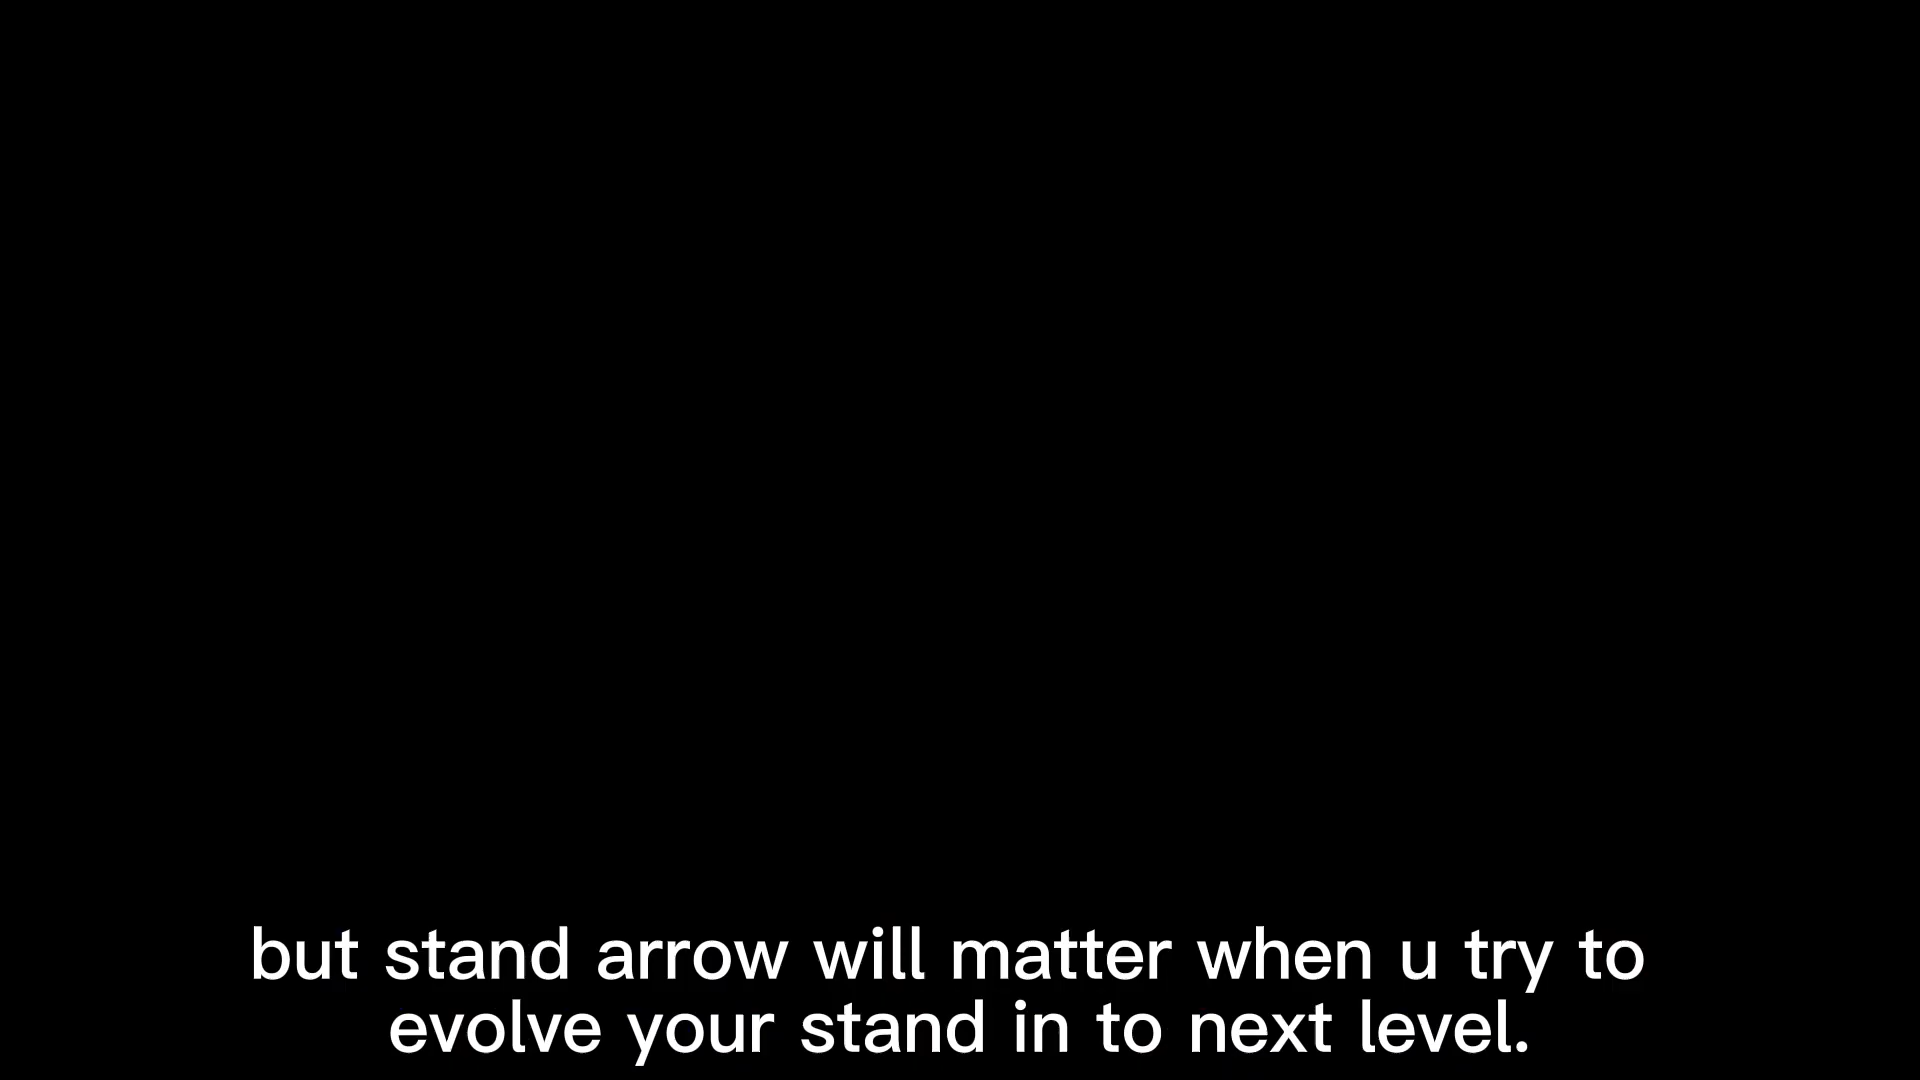 but stand arrow will matter when u try to
evolve your stand in to next level.